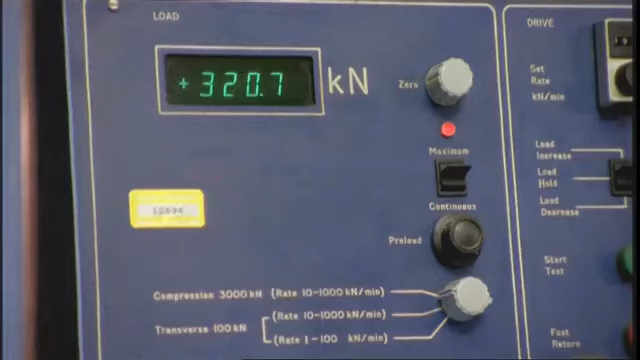 LOAD
+320.7 kN
Zero
Maximum
Continuous
Preload
Compression 3000 kN (Rate 10-1000 kN/min)
Transverse 100 kN (Rate 10-1000 kN/min)
(Rate 1-100 kN/min)
DRIVE
Set
Rate
kN/min
Load
Increase
Load
Hold
Load
Decrease
Start
Test
Fast
Return